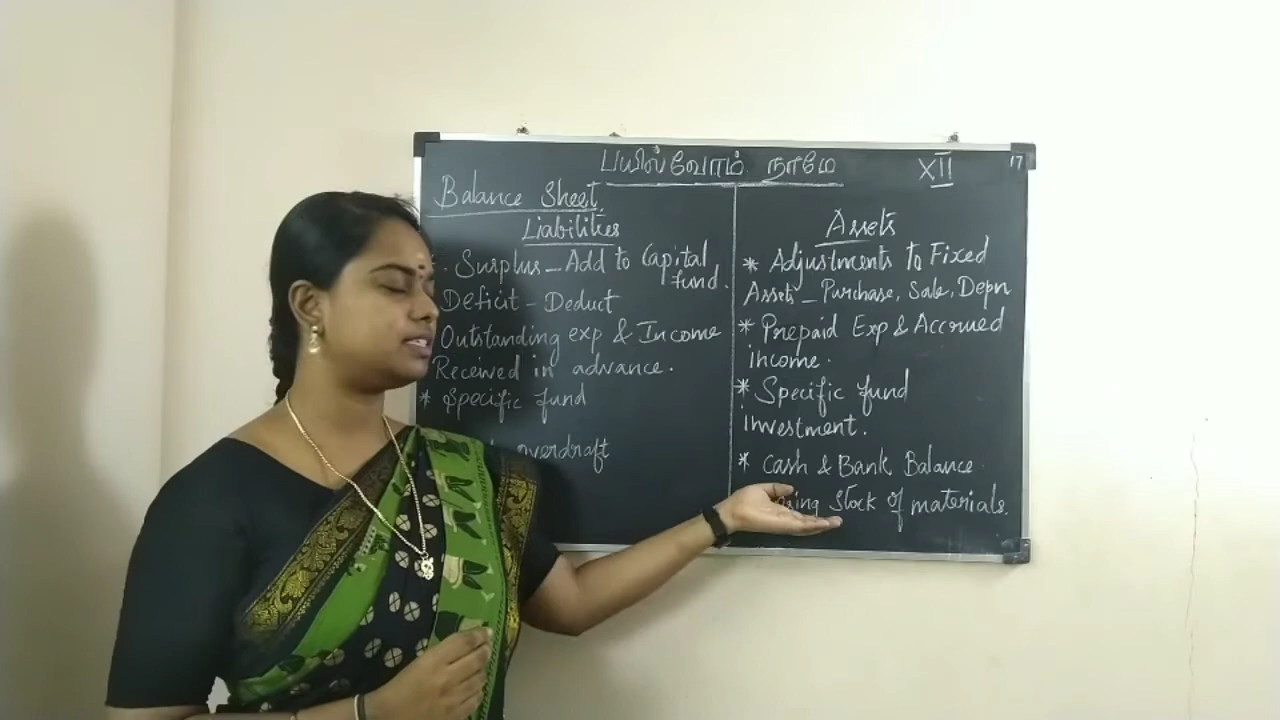 பயில்வோம் நாமே XII 17
Balance Sheet
Liabilities
Surplus - Add to Capital
fund.
Deficit - Deduct
Outstanding exp & Income
Received in advance.
* Specific fund
overdraft
Assets
* Adjustments to Fixed
Assets - Purchase, Sale, Depn
* Prepaid Exp & Accrued
income.
* Specific fund
investment.
* Cash & Bank Balance
Stock of materials.